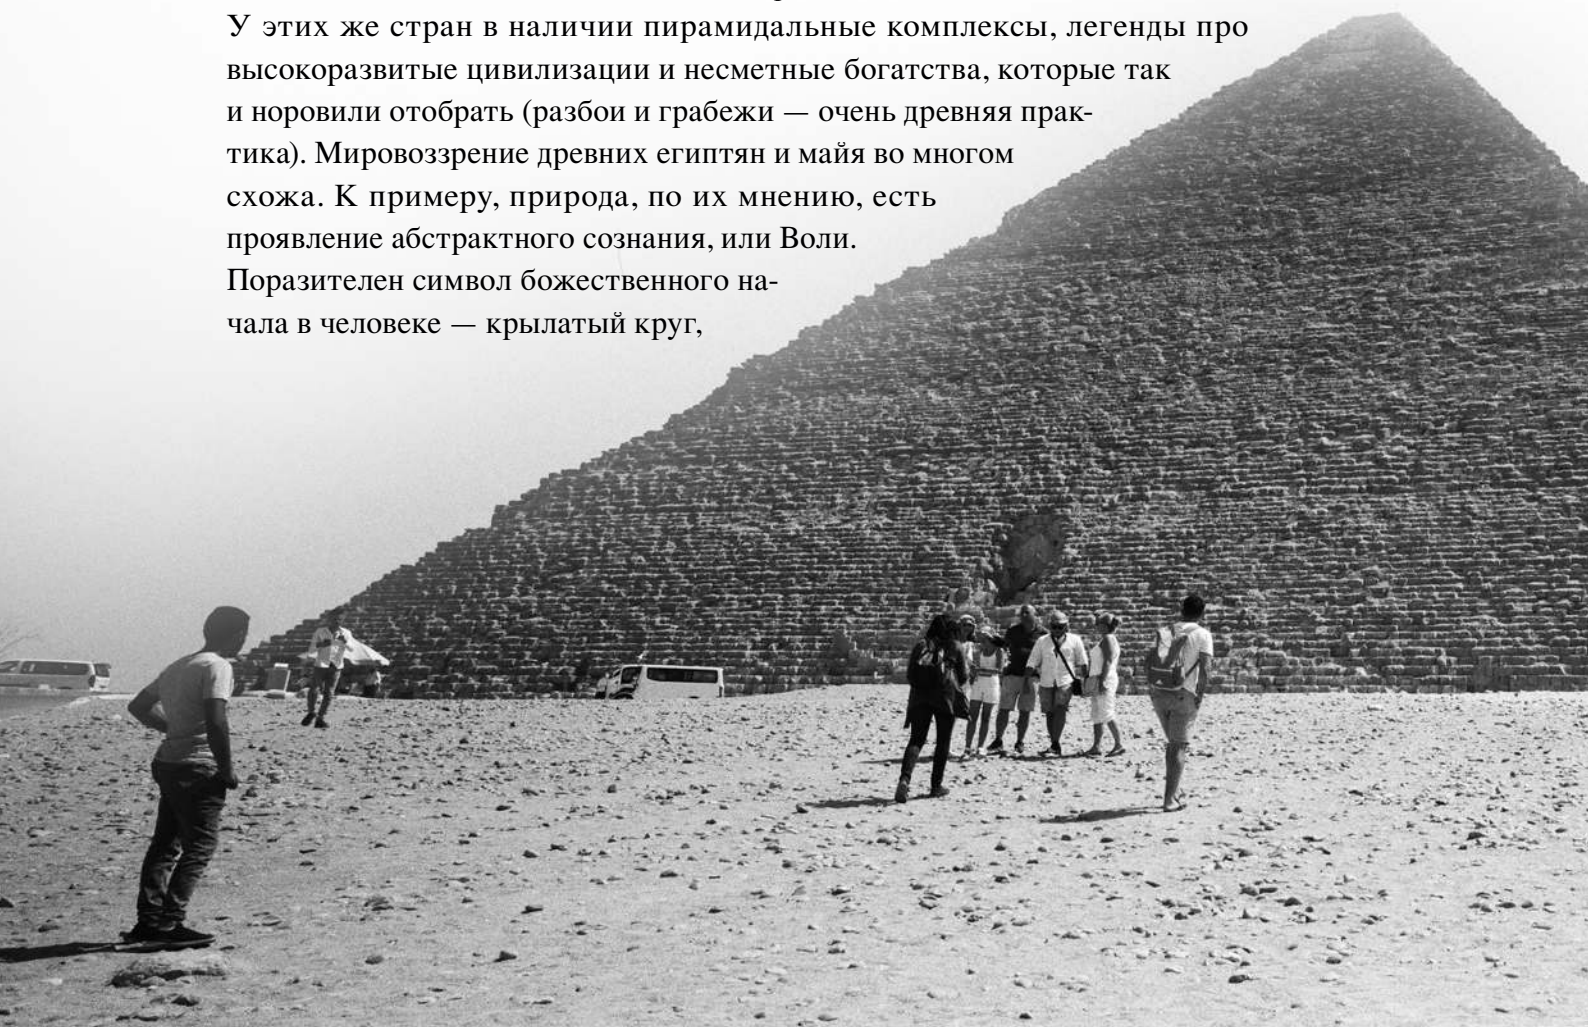 У этих же стран в наличии пирамидальные комплексы, легенды про
высокоразвитые цивилизации и несметные богатства, которые так
и норовили отобрать (разбои и грабежи — очень древняя прак-
тика). Мировоззрение древних египтян и майя во многом
схожа. К примеру, природа, по их мнению, есть
проявление абстрактного сознания, или Воли.
Поразителен символ божественного на-
чала в человеке — крылатый круг,